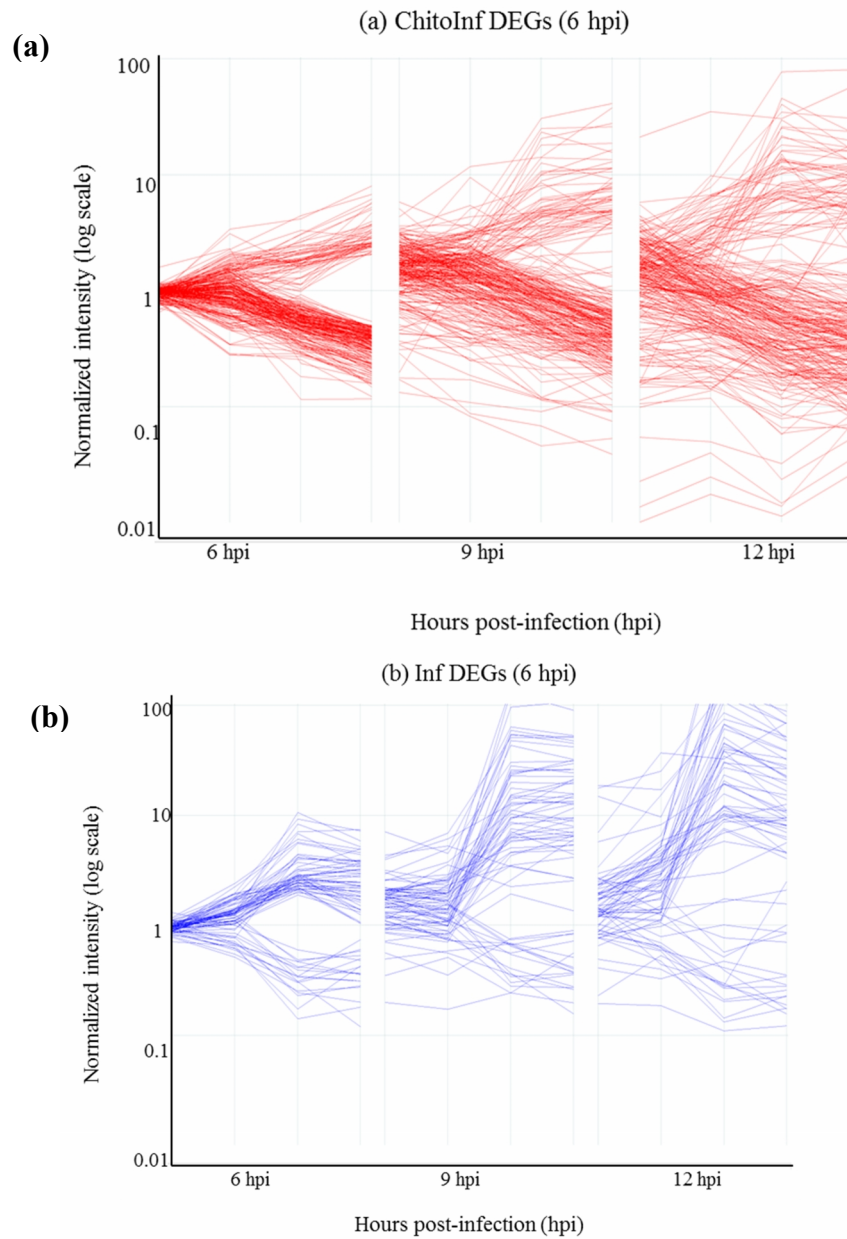 (a) ChitoInf DEGs (6 hpi)
(a)
100
10
1
0.1
0.01
Normalized intensity (log scale)
6 hpi 9 hpi 12 hpi
Hours post-infection (hpi)
(b) Inf DEGs (6 hpi)
(b)
100
10
1
0.1
0.01
Normalized intensity (log scale)
6 hpi 9 hpi 12 hpi
Hours post-infection (hpi)